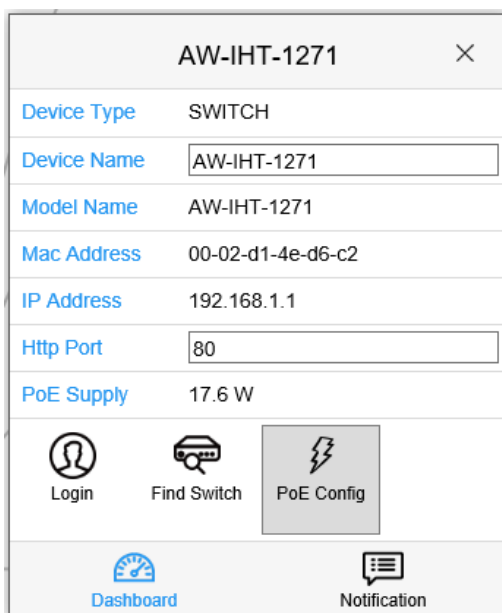 AW-IHT-1271
Device Type SWITCH
Device Name AW-IHT-1271
Model Name AW-IHT-1271
Mac Address 00-02-d1-4e-d6-c2
IP Address 192.168.1.1
Http Port 80
PoE Supply 17.6 W
Login Find Switch PoE Config
Dashboard Notification